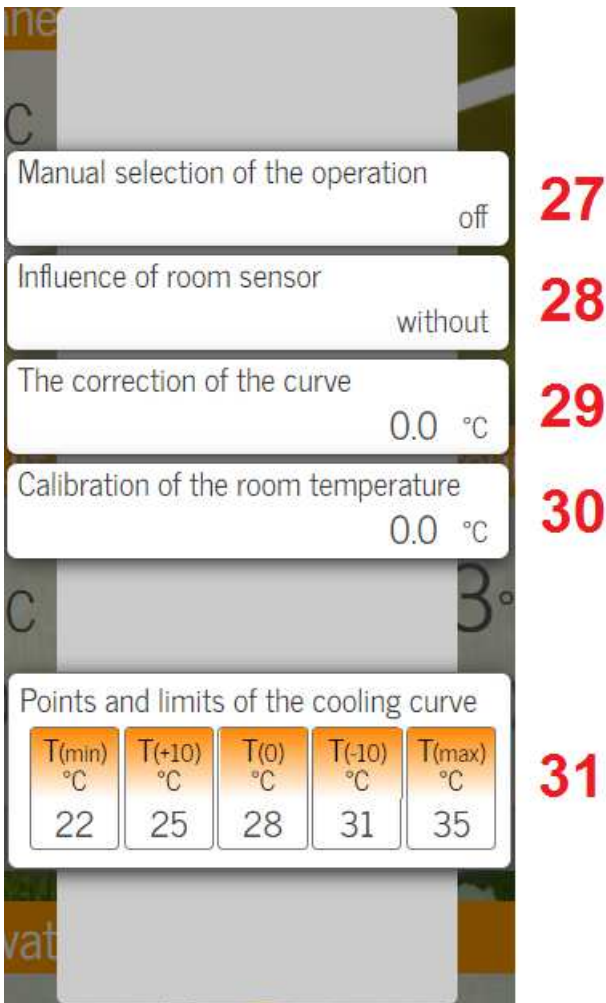 C
Manual selection of the operation
off
27
Influence of room sensor
without
28
The correction of the curve
0.0 °C
29
Calibration of the room temperature
0.0 °C
30
C
3°
Points and limits of the cooling curve
T(min) T(+10) T(0) T(-10) T(max)
°C °C °C °C °C
22 25 28 31 35
31